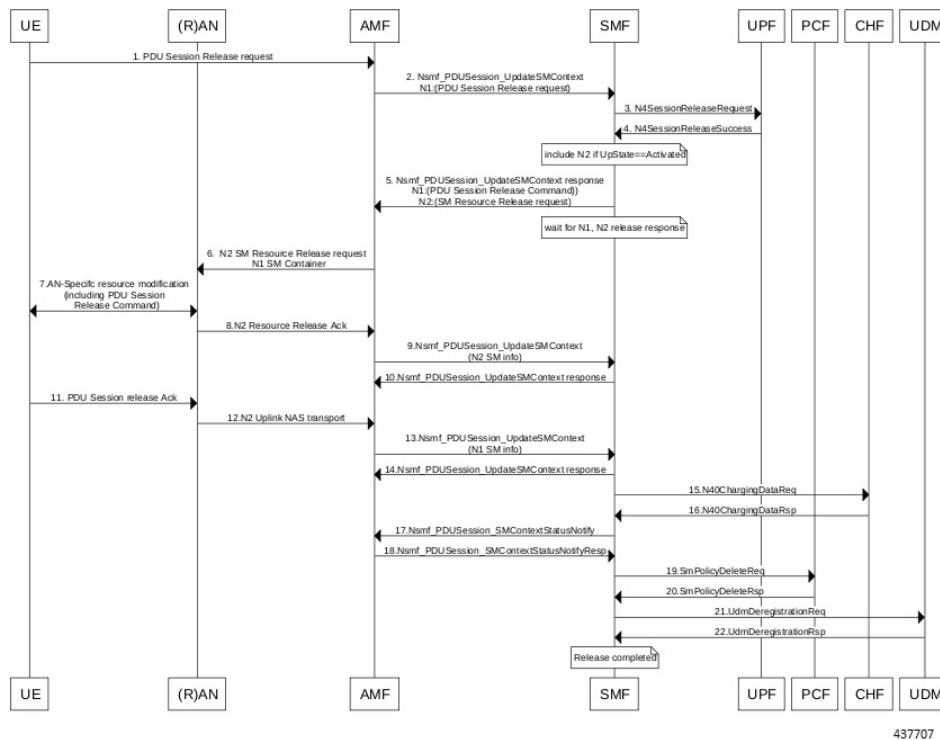 UE (R)AN AMF SMF UPF PCF CHF UDM
1. PDU Session Release request
2. Nsmf_PDUSession_UpdateSMContext
N1:(PDU Session Release request)
3. N4SessionReleaseRequest
4. N4SessionReleaseSuccess
include N2 if UpState==Activated
5. Nsmf_PDUSession_UpdateSMContext response
N1:(PDU Session Release Command))
N2:(SM Resource Release request)
wait for N1, N2 release response
6. N2 SM Resource Release request
N1 SM Container
7.AN-Specifc resource modification
(including PDU Session
Release Command)
8.N2 Resource Release Ack
9.Nsmf_PDUSession_UpdateSMContext
(N2 SM info)
10.Nsmf_PDUSession_UpdateSMContext response
11. PDU Session release Ack
12.N2 Uplink NAS transport
13.Nsmf_PDUSession_UpdateSMContext
(N1 SM info)
14.Nsmf_PDUSession_UpdateSMContext response
15.N40ChargingDataReq
16.N40ChargingDataRsp
17.Nsmf_PDUSession_SMContextStatusNotify
18.Nsmf_PDUSession_SMContextStatusNotifyResp
19.SmPolicyDeleteReq
20.SmPolicyDeleteRsp
21.UdmDeregistrationReq
22.UdmDeregistrationRsp
Release completed
UE (R)AN AMF SMF UPF PCF CHF UDM
437707